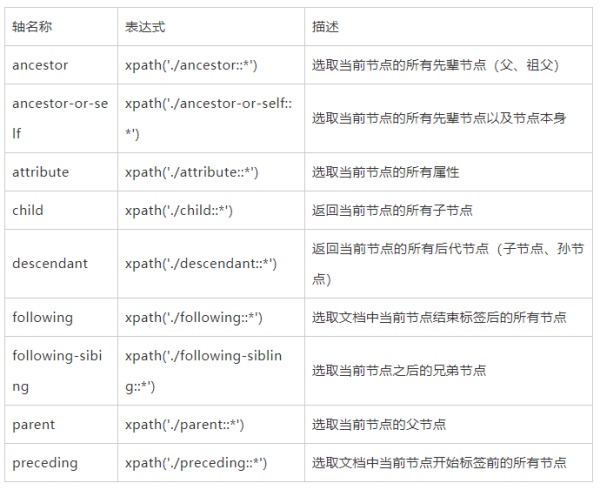 轴名称 表达式 描述
ancestor xpath('./ancestor::*') 选取当前节点的所有先辈节点（父、祖父）
ancestor-or-se xpath('./ancestor-or-self:: 选取当前节点的所有先辈节点以及节点本身
lf *')
attribute xpath('./attribute::*') 选取当前节点的所有属性
child xpath('./child::*') 返回当前节点的所有子节点
descendant xpath('./descendant::*') 返回当前节点的所有后代节点（子节点、孙节
点）
following xpath('./following::*') 选取文档中当前节点结束标签后的所有节点
following-sibi xpath('./following-siblin 选取当前节点之后的兄弟节点
ng g::*')
parent xpath('./parent::*') 选取当前节点的父节点
preceding xpath('./preceding::*') 选取文档中当前节点开始标签前的所有节点